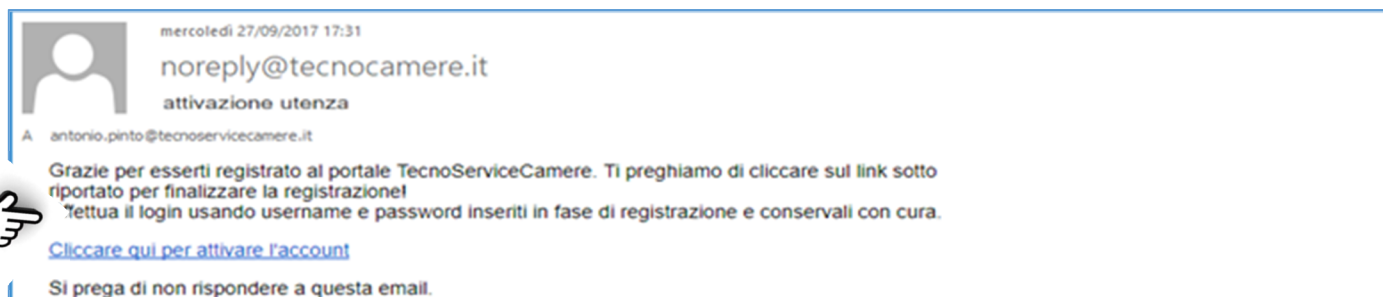 mercoledì 27/09/2017 17:31
noreply@tecnocamere.it
attivazione utenza
A antonio.pinto@tecnoservicecamere.it
Grazie per esserti registrato al portale TecnoServiceCamere. Ti preghiamo di cliccare sul link sotto
riportato per finalizzare la registrazione!
ffettua il login usando username e password inseriti in fase di registrazione e conservali con cura.
Cliccare qui per attivare l'account
Si prega di non rispondere a questa email.